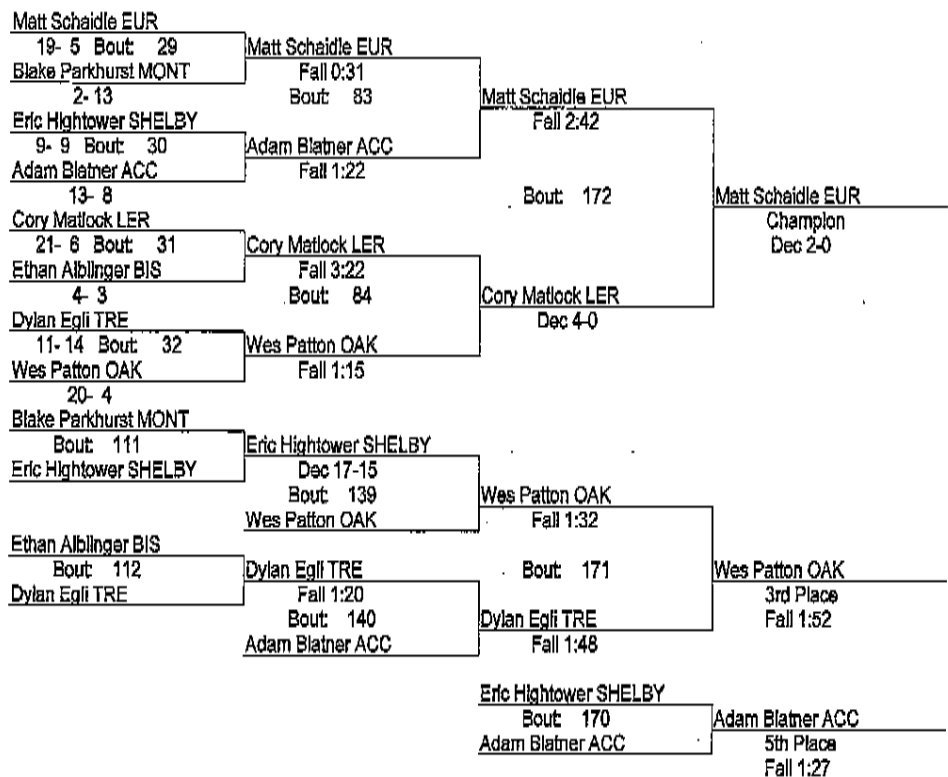 Matt Schaidle EUR
19- 5 Bout: 29
Blake Parkhurst MONT
2- 13
Eric Hightower SHELBY
9- 9 Bout: 30
Adam Blatner ACC
13- 8
Cory Matlock LER
21- 6 Bout: 31
Ethan Alblinger BIS
4- 3
Dylan Egli TRE
11- 14 Bout: 32
Wes Patton OAK
20- 4
Matt Schaidle EUR
Fall 0:31
Bout: 83
Adam Blatner ACC
Fall 1:22
Cory Matlock LER
Fall 3:22
Bout: 84
Wes Patton OAK
Fall 1:15
Matt Schaidle EUR
Fall 2:42
Bout: 172
Cory Matlock LER
Dec 4-0
Matt Schaidle EUR
Champion
Dec 2-0
Blake Parkhurst MONT
Bout: 111
Eric Hightower SHELBY
Ethan Alblinger BIS
Bout: 112
Dylan Egli TRE
Eric Hightower SHELBY
Dec 17-15
Bout: 139
Wes Patton OAK
Dylan Egli TRE
Fall 1:20
Bout: 140
Adam Blatner ACC
Wes Patton OAK
Fall 1:32
Bout: 171
Dylan Egli TRE
Fall 1:48
Wes Patton OAK
3rd Place
Fall 1:52
Eric Hightower SHELBY
Bout: 170
Adam Blatner ACC
Adam Blatner ACC
5th Place
Fall 1:27